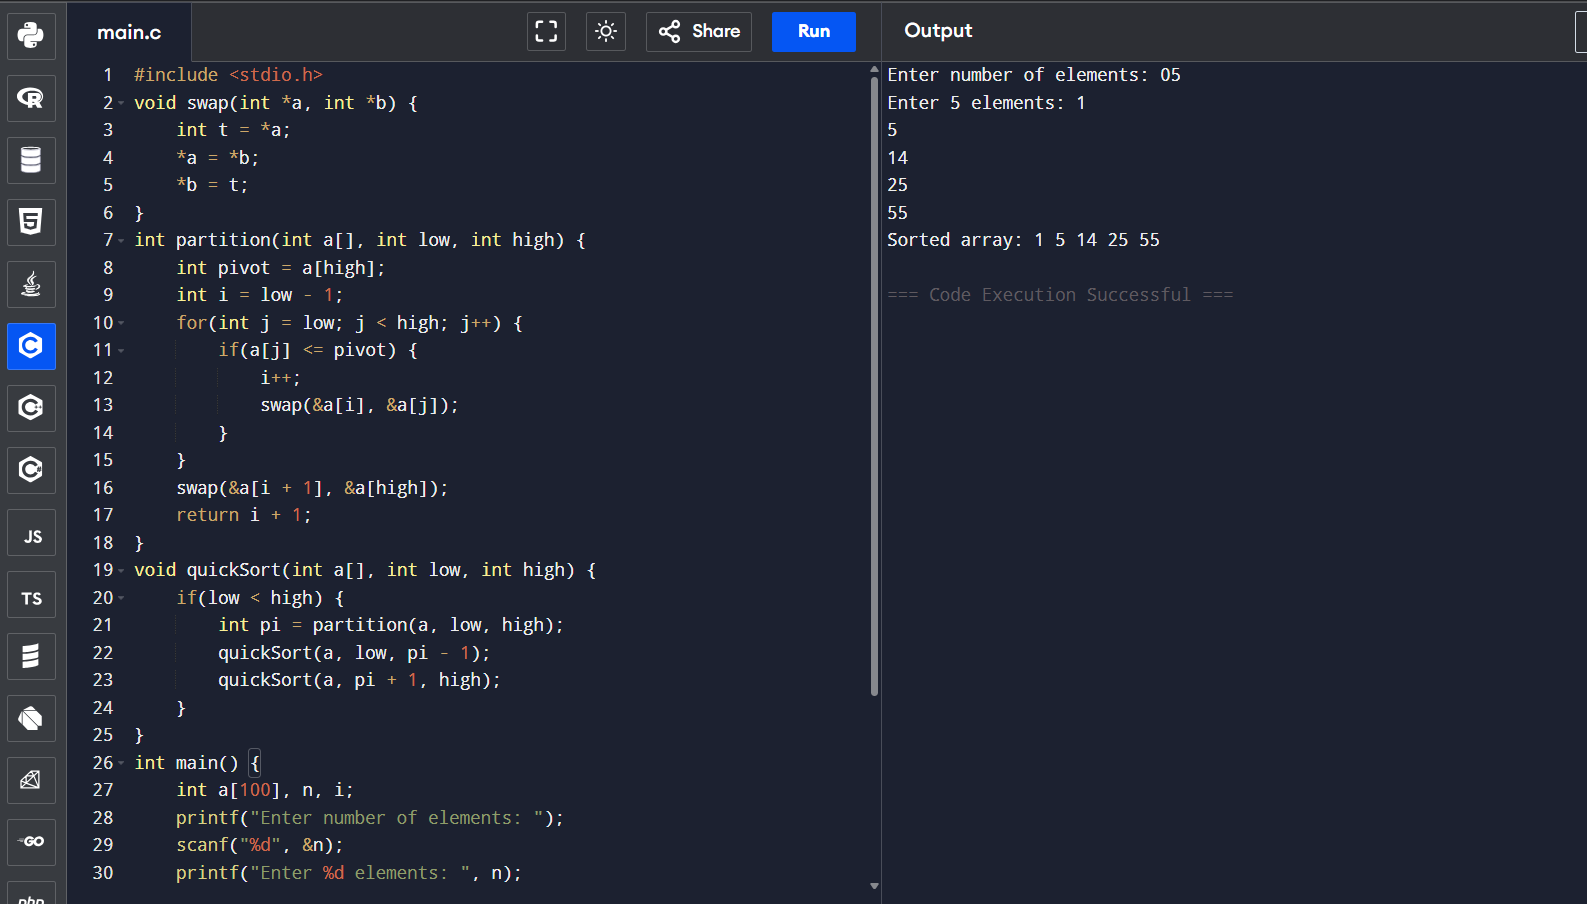 main.c
Share
Run
Output
1 #include <stdio.h>
2 void swap(int *a, int *b) {
3     int t = *a;
4     *a = *b;
5     *b = t;
6 }
7 int partition(int a[], int low, int high) {
8     int pivot = a[high];
9     int i = low - 1;
10     for(int j = low; j < high; j++) {
11         if(a[j] <= pivot) {
12             i++;
13             swap(&a[i], &a[j]);
14         }
15     }
16     swap(&a[i + 1], &a[high]);
17     return i + 1;
18 }
19 void quickSort(int a[], int low, int high) {
20     if(low < high) {
21         int pi = partition(a, low, high);
22         quickSort(a, low, pi - 1);
23         quickSort(a, pi + 1, high);
24     }
25 }
26 int main() {
27     int a[100], n, i;
28     printf("Enter number of elements: ");
29     scanf("%d", &n);
30     printf("Enter %d elements: ", n);
Enter number of elements: 05
Enter 5 elements: 1
5
14
25
55
Sorted array: 1 5 14 25 55
=== Code Execution Successful ===
R
5
C
C
C
JS
TS
GO
php